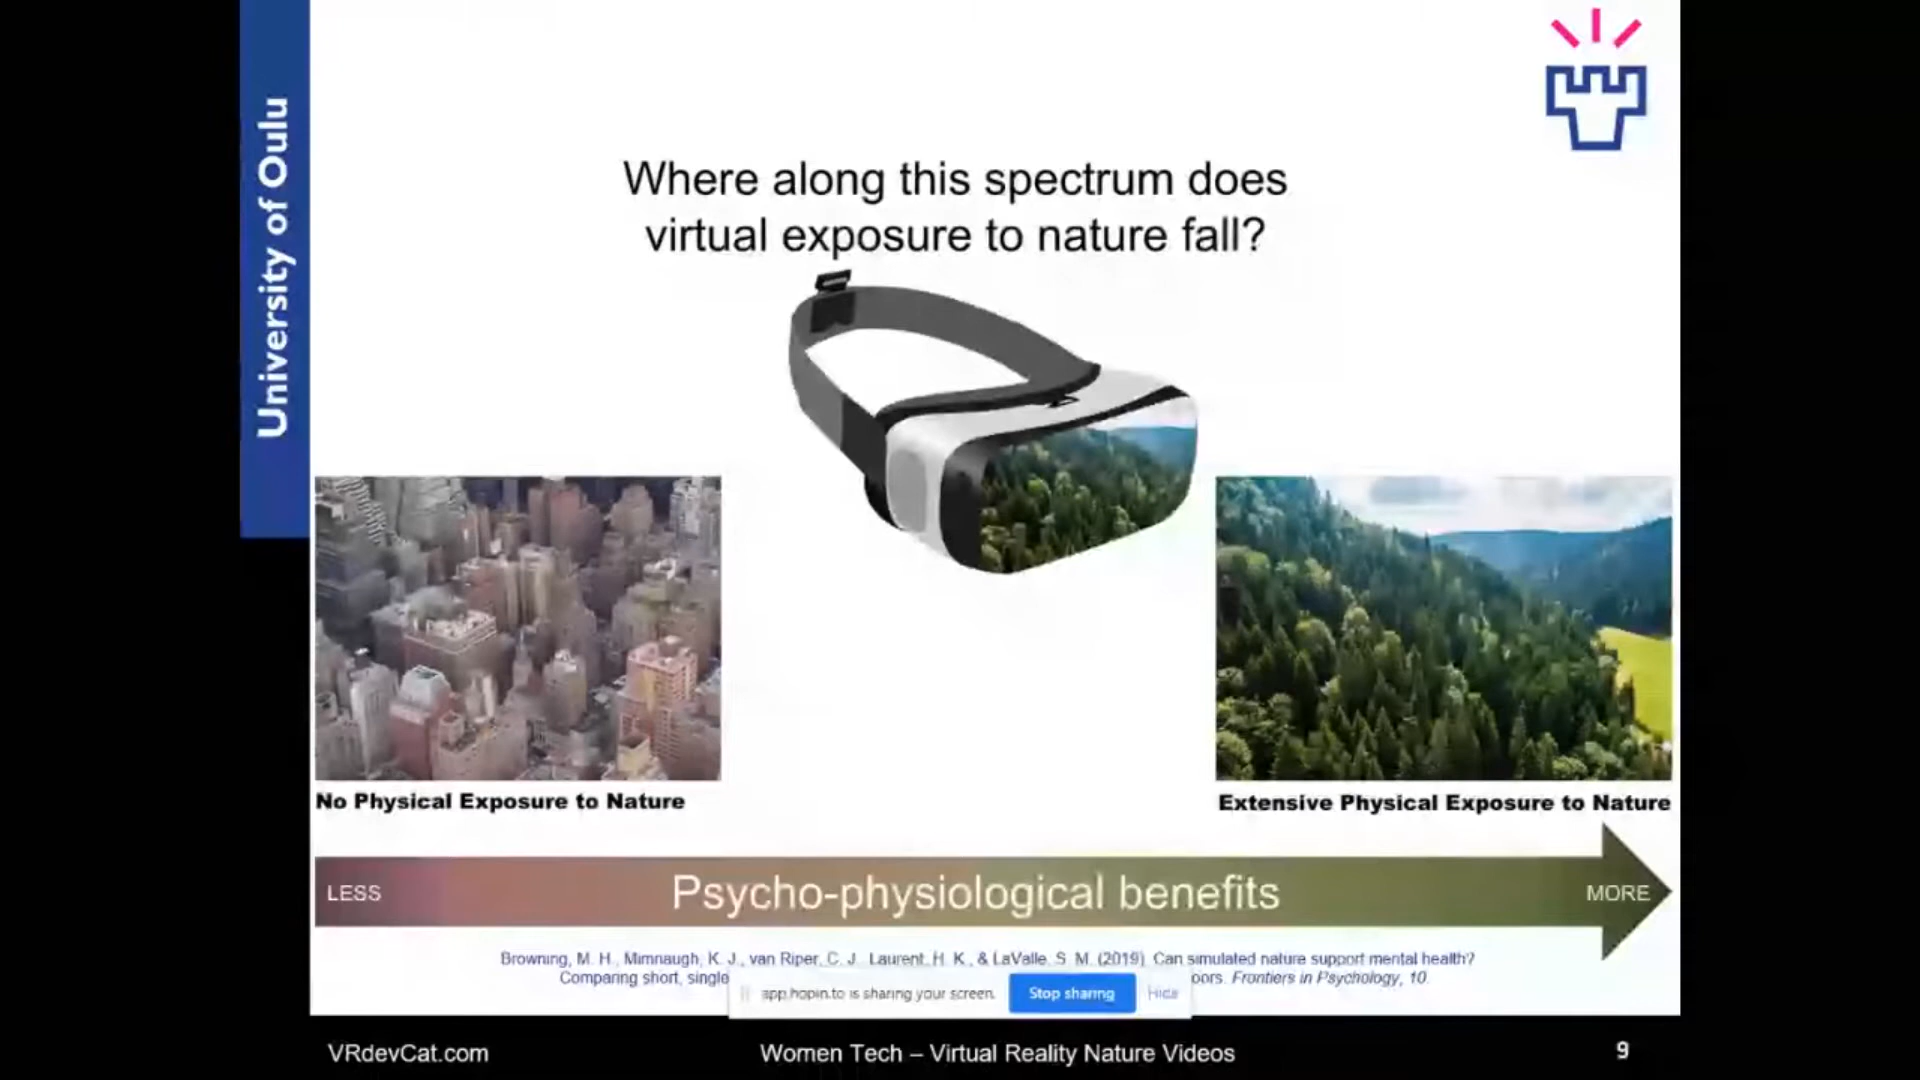 University of Oulu
Where along this spectrum does
virtual exposure to nature fall?
No Physical Exposure to Nature
Extensive Physical Exposure to Nature
LESS
Psycho-physiological benefits
MORE
Browning, M. H., Mimnaugh, K. J., van Riper, C. J., Laurent, H. K., & LaValle, S. M. (2019). Can simulated nature support mental health?
Comparing short, single oors. Frontiers in Psychology, 10.
app.hopin.to is sharing your screen. Stop sharing Hide
VRdevCat.com
Women Tech – Virtual Reality Nature Videos
9